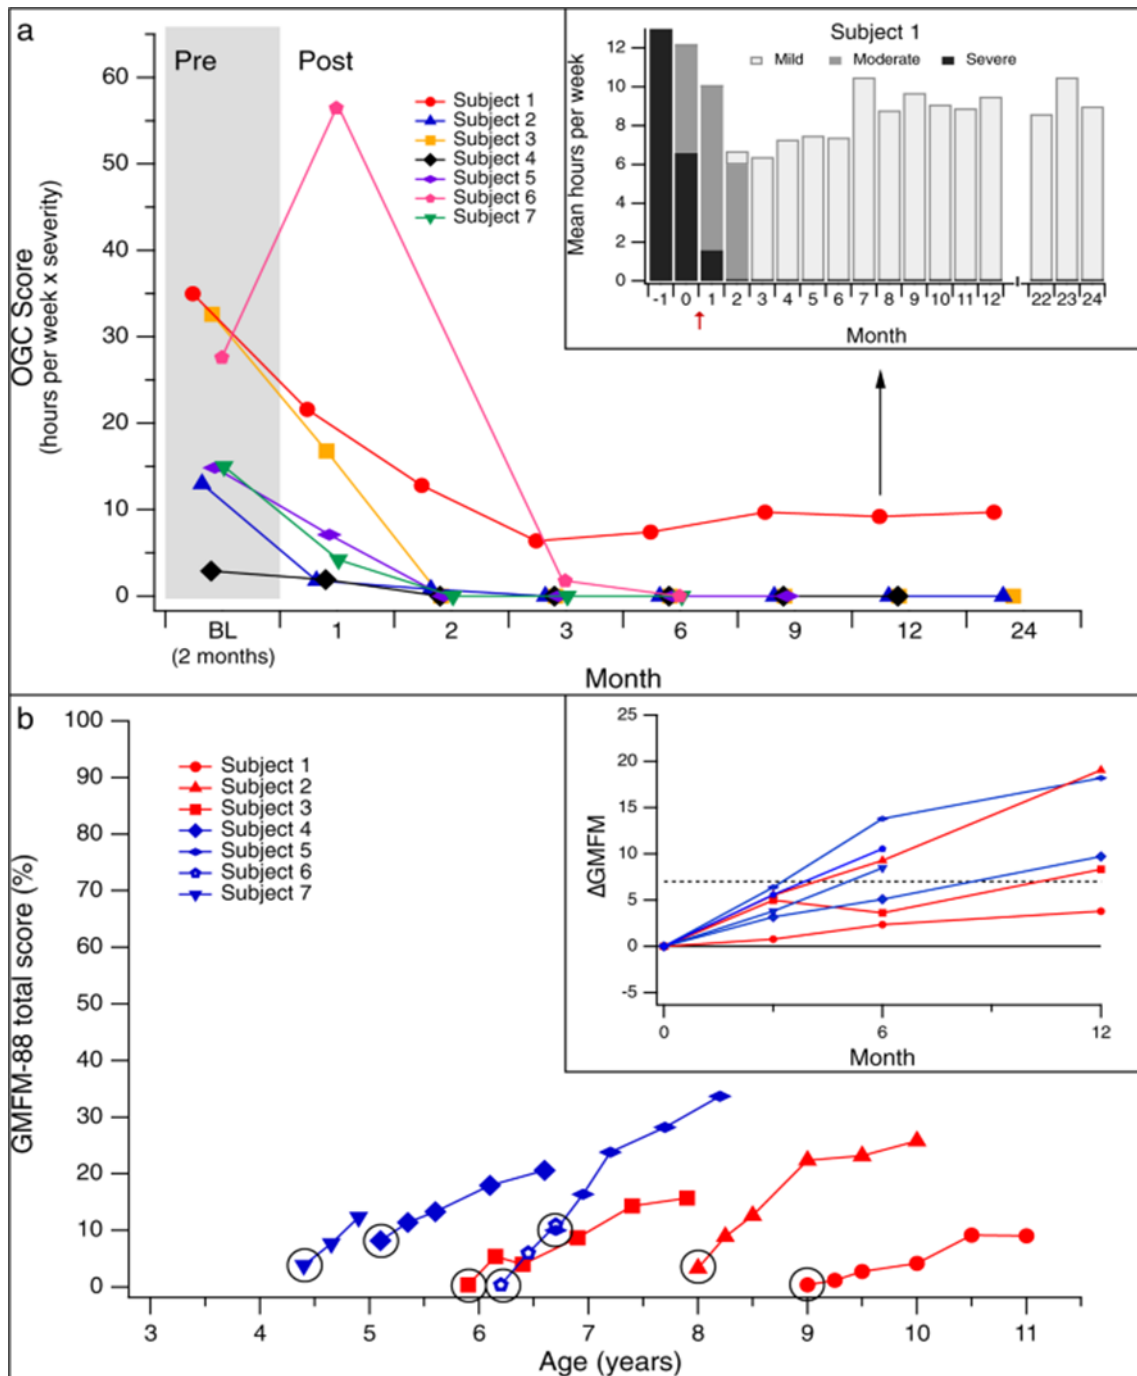 a
Pre
Post
60
50
40
30
20
10
0
OGC Score
(hours per week x severity)
Subject 1
Subject 2
Subject 3
Subject 4
Subject 5
Subject 6
Subject 7
BL
(2 months)
1
2
3
6
9
12
24
Month
Subject 1
Mild
Moderate
Severe
Mean hours per week
12
10
8
6
4
2
0
-1
0
1
2
3
4
5
6
7
8
9
10
11
12
22
23
24
Month
b
100
90
80
70
60
50
40
30
20
10
0
GMFM-88 total score (%)
Subject 1
Subject 2
Subject 3
Subject 4
Subject 5
Subject 6
Subject 7
3
4
5
6
7
8
9
10
11
Age (years)
25
20
15
10
5
0
-5
ΔGMFM
0
6
12
Month